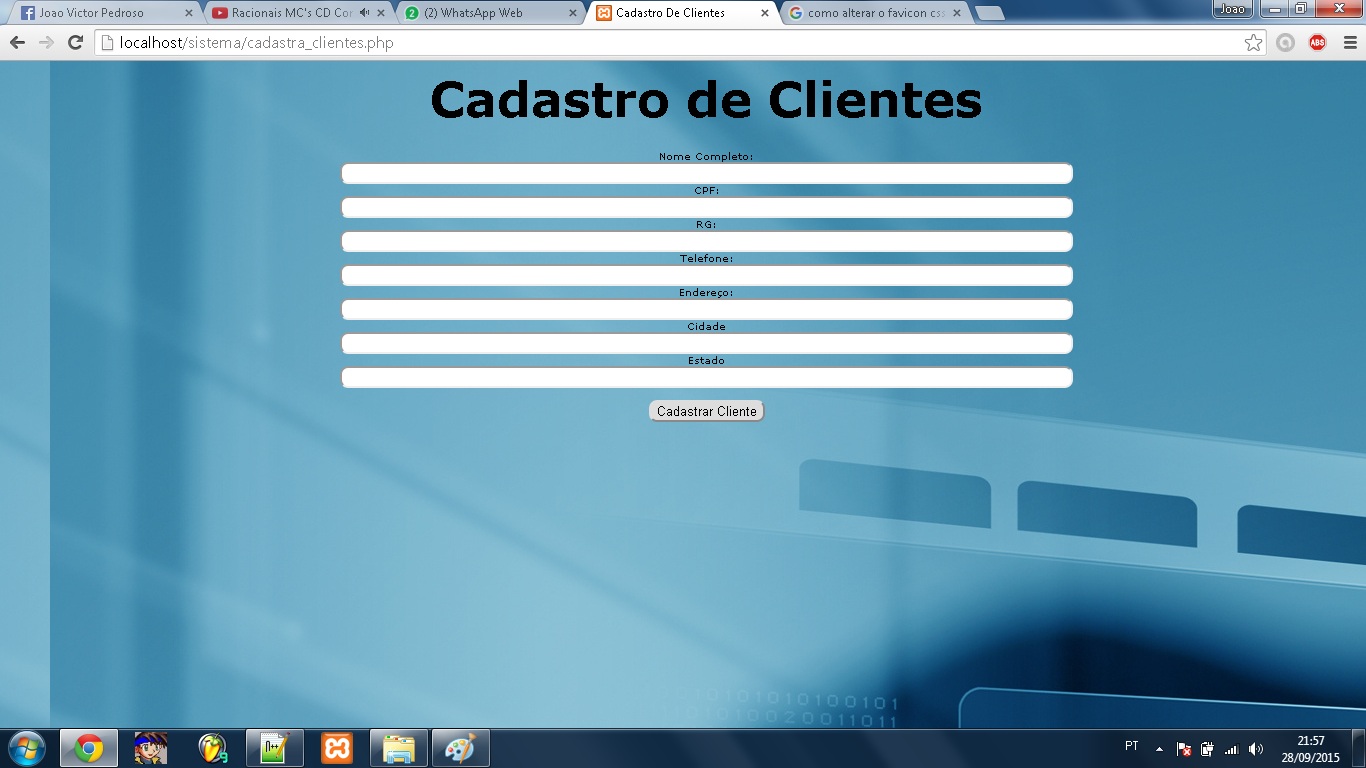 Joao Victor Pedroso
Racionais MC's CD Cor
2
(2) WhatsApp Web
Cadastro De Clientes
como alterar o favicon css
Joao
localhost/sistema/cadastra_clientes.php
ABS
Cadastro de Clientes
Nome Completo:
CPF:
RG:
Telefone:
Endereço:
Cidade
Estado
Cadastrar Cliente
PT
21:57
28/09/2015